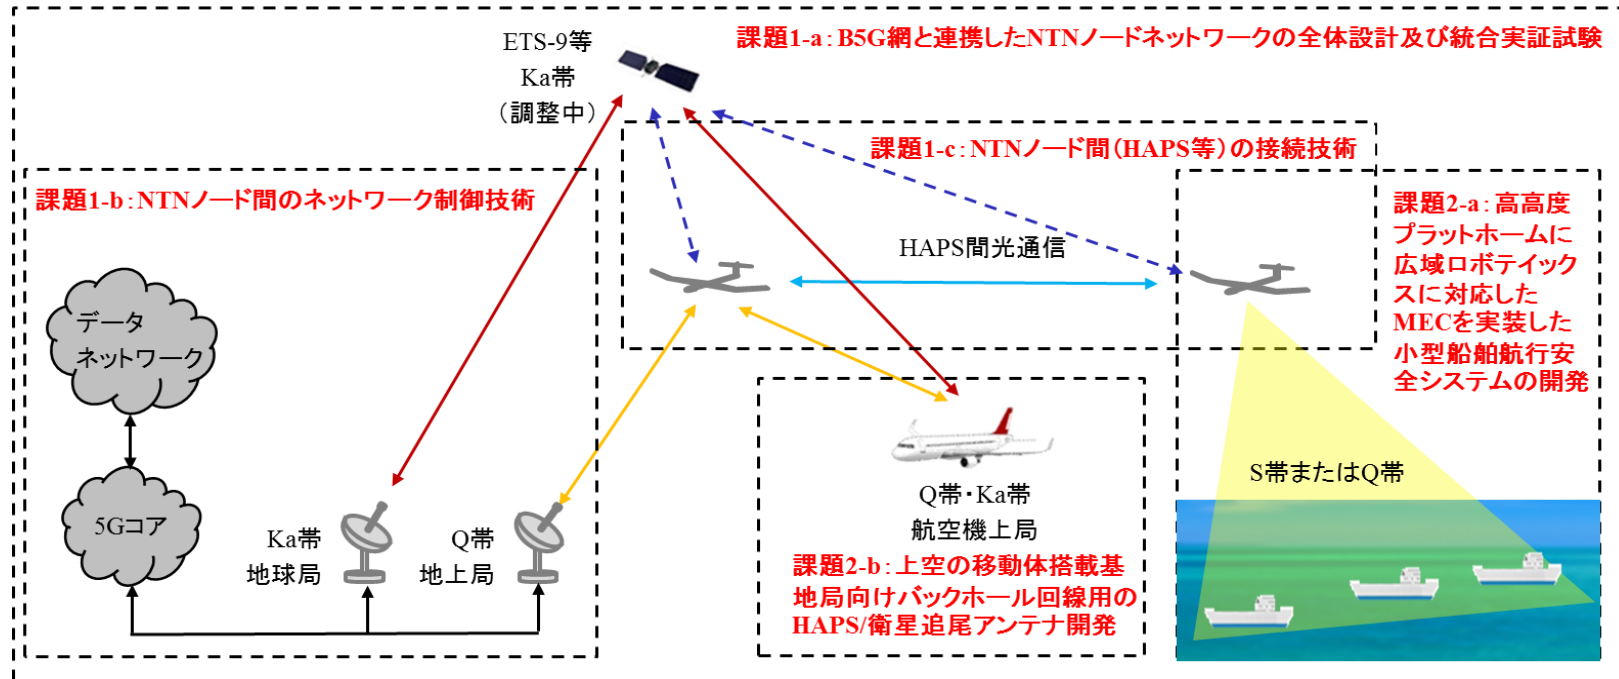 課題1-a：B5G網と連携したNTNノードネットワークの全体設計及び統合実証試験
ETS-9等
Ka帯
（調整中）
課題1-c：NTNノード間（HAPS等）の接続技術
課題1-b：NTNノード間のネットワーク制御技術
課題2-a：高高度
プラットホームに
広域ロボテイック
スに対応した
MECを実装した
小型船舶航行安
全システムの開発
HAPS間光通信
データ
ネットワーク
5Gコア
Ka帯
地球局
Q帯
地上局
Q帯・Ka帯
航空機上局
課題2-b：上空の移動体搭載基
地局向けバックホール回線用の
HAPS/衛星追尾アンテナ開発
S帯またはQ帯